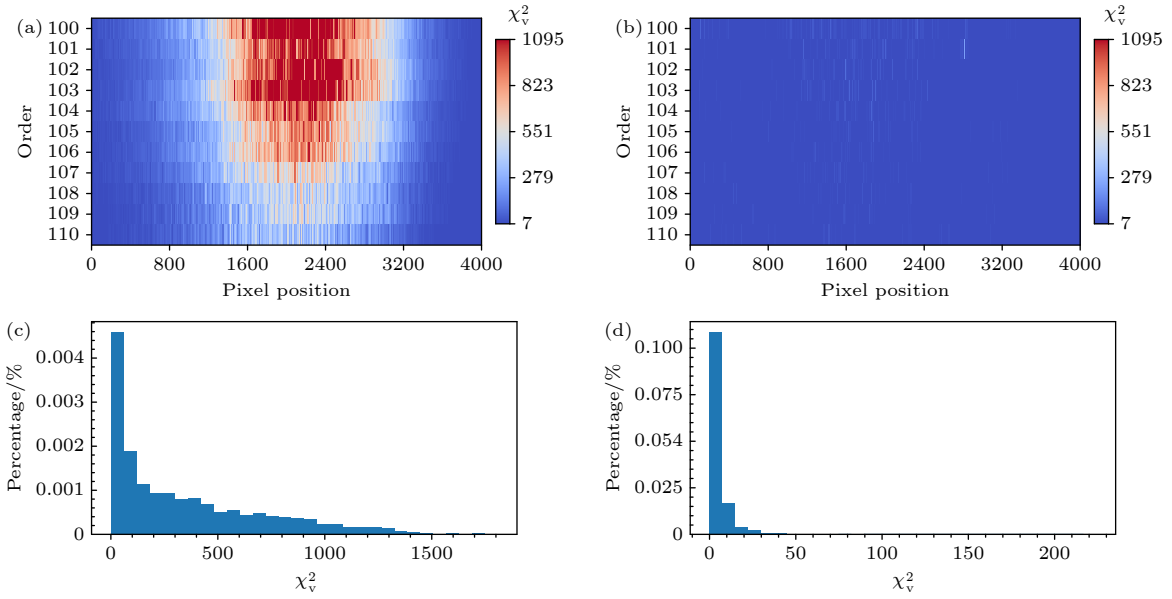 (a)
Order
100
101
102
103
104
105
106
107
108
109
110
0 800 1600 2400 3200 4000
Pixel position
χ²ᵥ
1095
823
551
279
7
(b)
Order
100
101
102
103
104
105
106
107
108
109
110
0 800 1600 2400 3200 4000
Pixel position
χ²ᵥ
1095
823
551
279
7
(c)
Percentage/%
0.004
0.003
0.002
0.001
0
0 500 1000 1500
χ²ᵥ
(d)
Percentage/%
0.100
0.075
0.054
0.025
0
0 50 100 150 200
χ²ᵥ